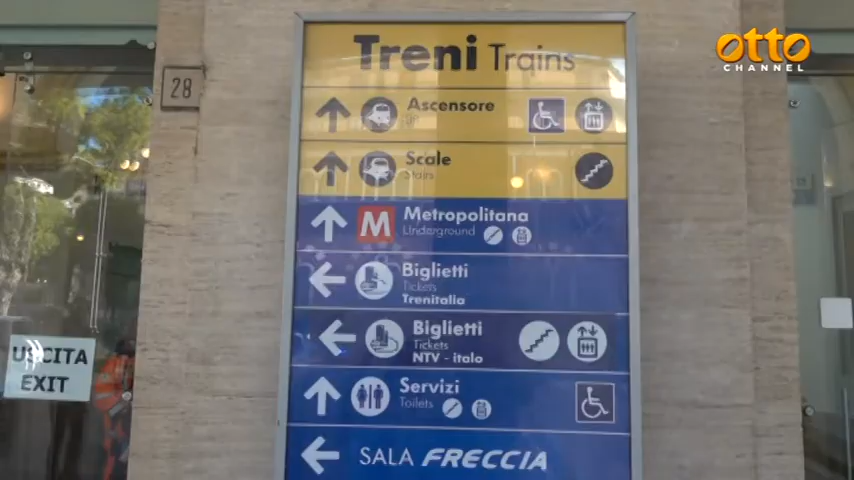 otto
CHANNEL
Treni Trains
28
Ascensore
Lift
Scale
Stairs
M Metropolitana
Underground
Biglietti
Tickets
Trenitalia
Biglietti
Tickets
NTV - italo
USCITA
EXIT
Servizi
Toilets
SALA FRECCIA